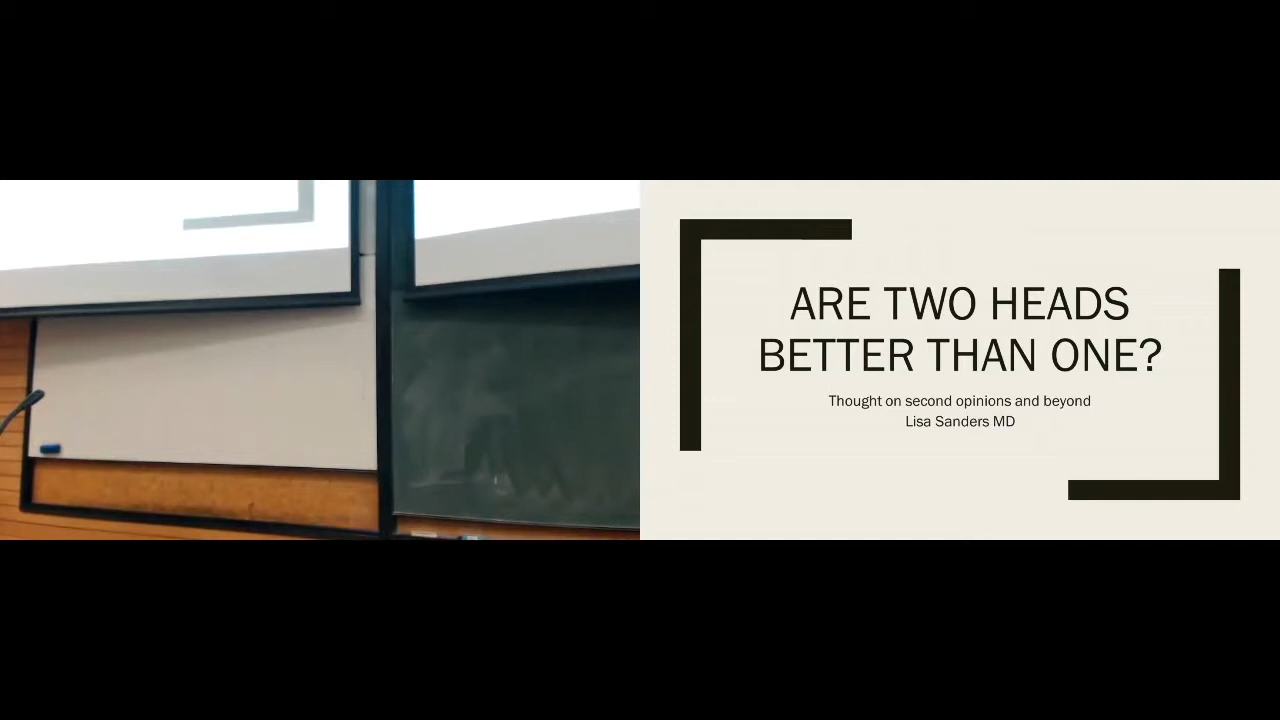 ARE TWO HEADS
BETTER THAN ONE?
Thought on second opinions and beyond
Lisa Sanders MD